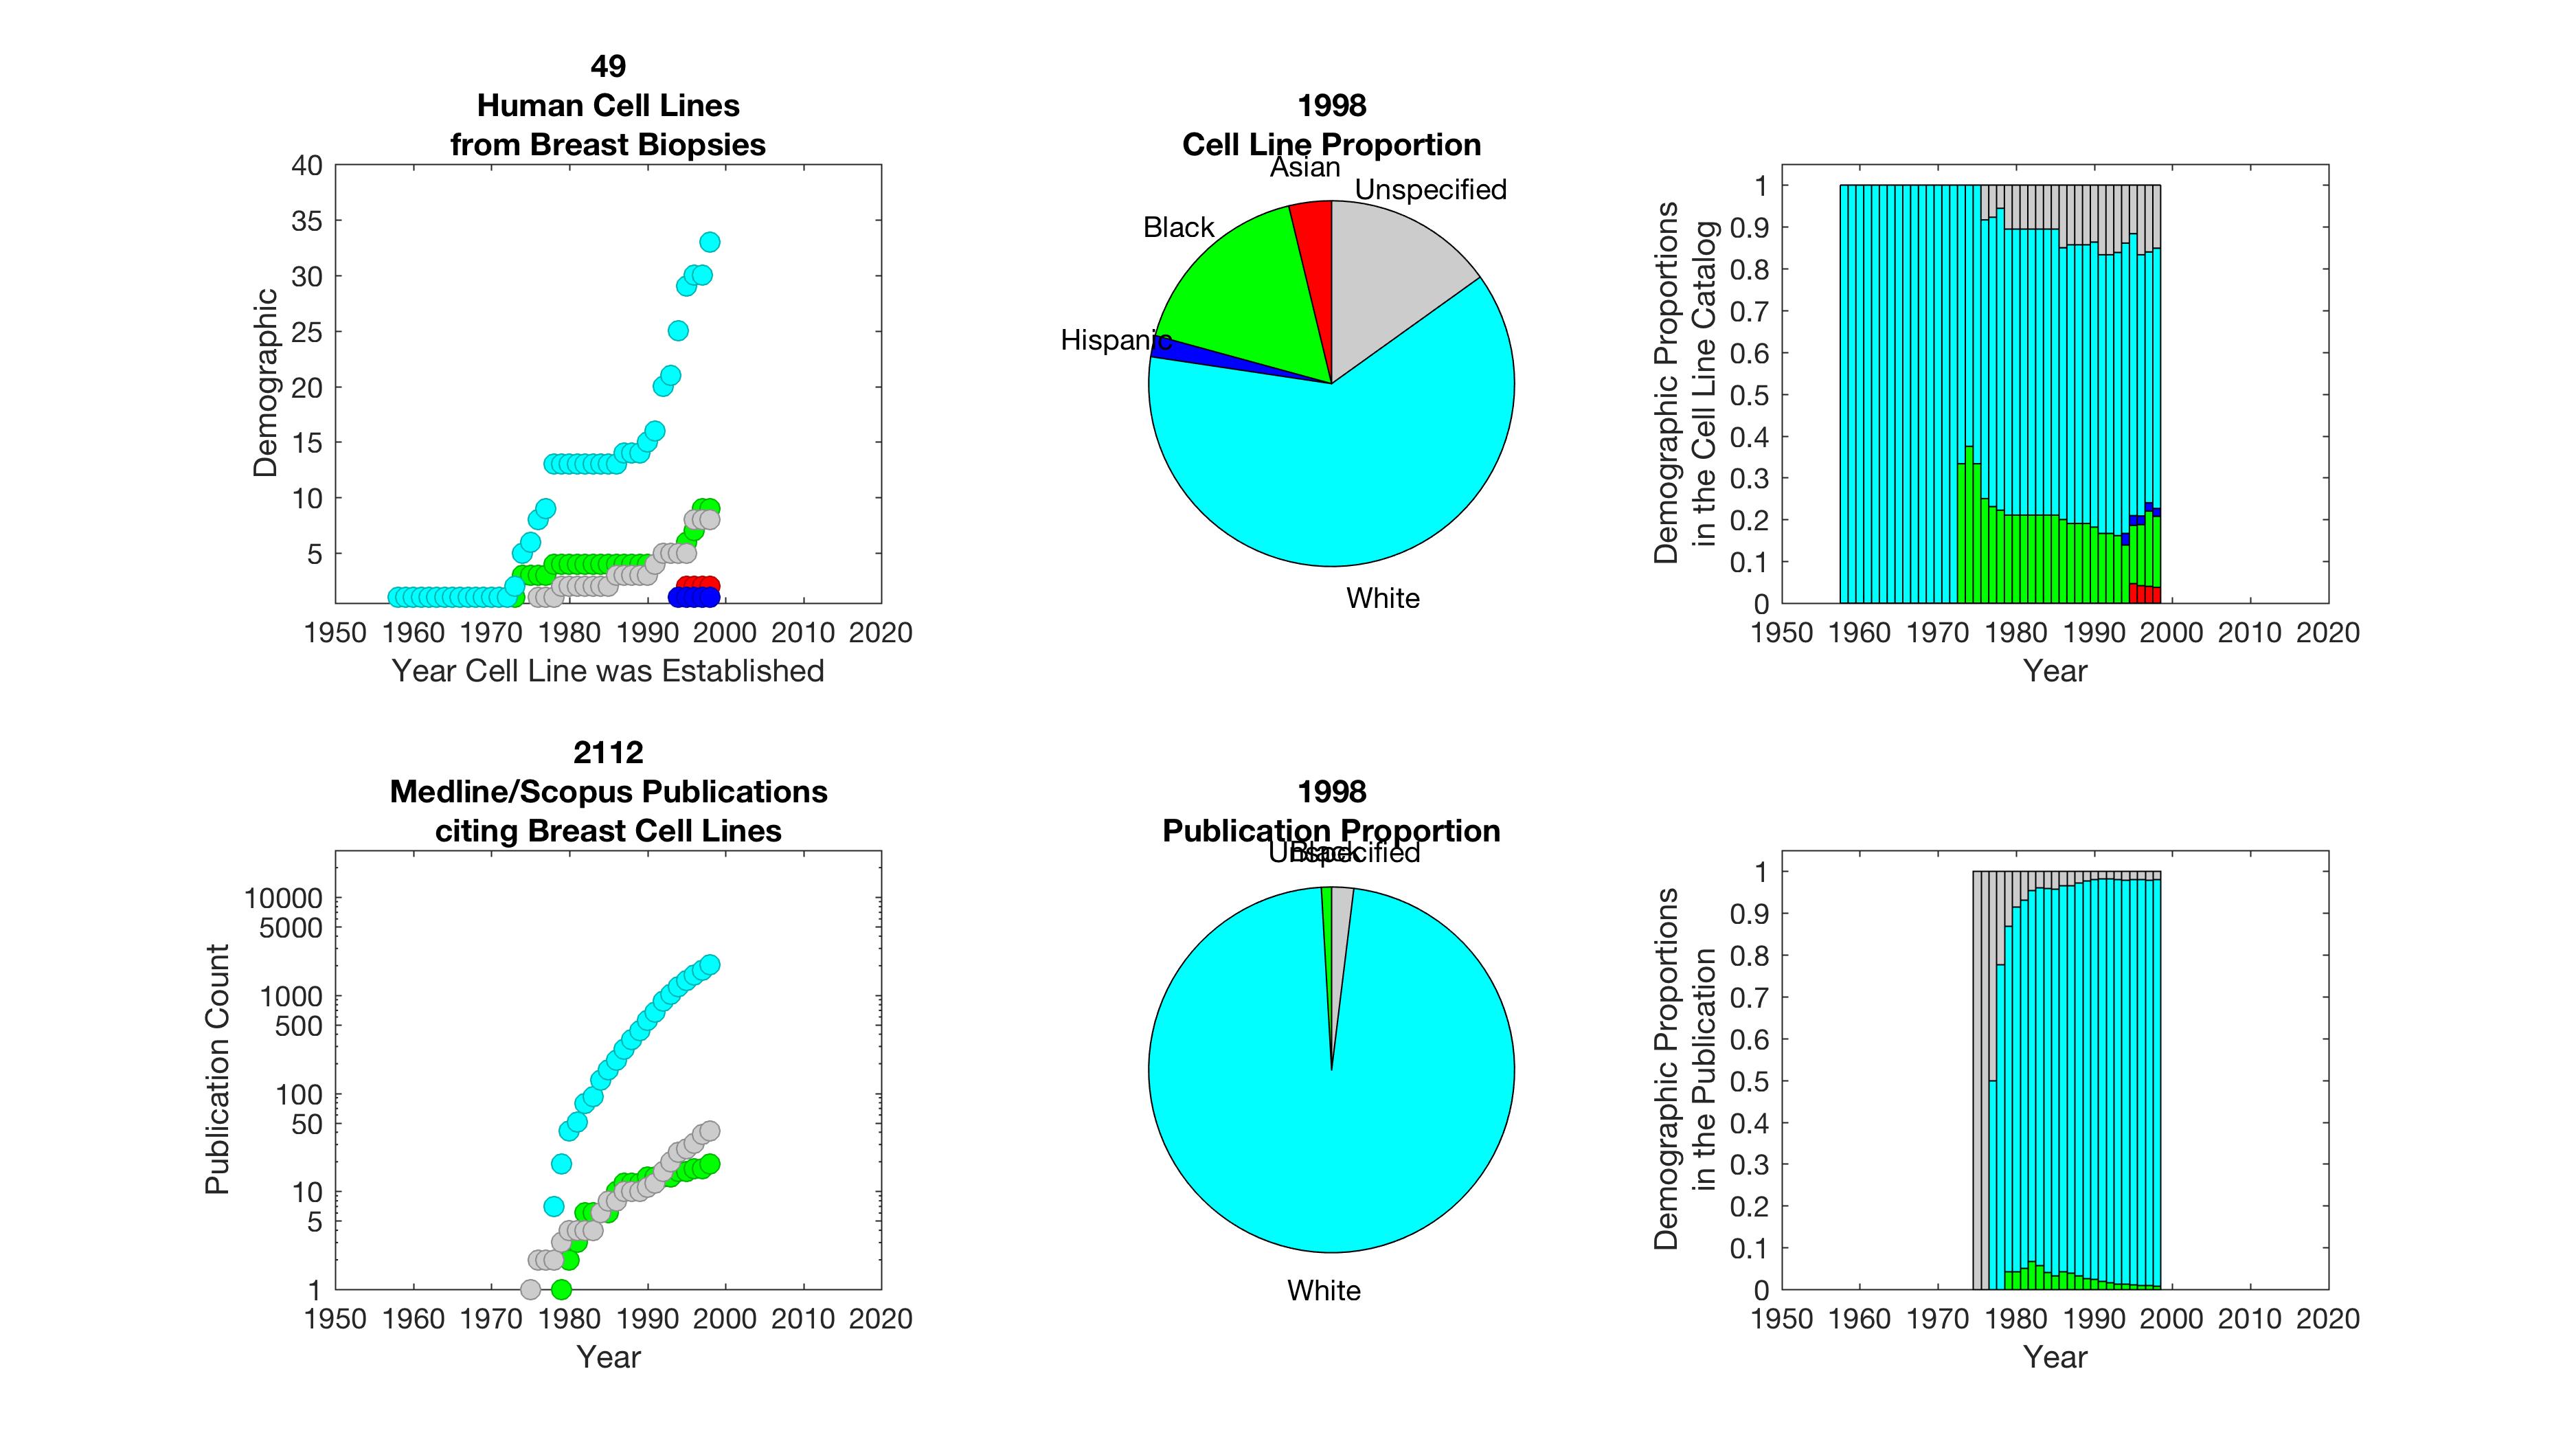 49
Human Cell Lines
from Breast Biopsies
40
35
30
25
20
15
10
5
Demographic
1950 1960 1970 1980 1990 2000 2010 2020
Year Cell Line was Established
1998
Cell Line Proportion
Asian
Unspecified
Black
Hispanic
White
Demographic Proportions
in the Cell Line Catalog
1
0.9
0.8
0.7
0.6
0.5
0.4
0.3
0.2
0.1
0
1950 1960 1970 1980 1990 2000 2010 2020
Year
2112
Medline/Scopus Publications
citing Breast Cell Lines
10000
5000
1000
500
100
50
10
5
1
Publication Count
1950 1960 1970 1980 1990 2000 2010 2020
Year
1998
Publication Proportion
Unspecified
Black
White
Demographic Proportions
in the Publication
1
0.9
0.8
0.7
0.6
0.5
0.4
0.3
0.2
0.1
0
1950 1960 1970 1980 1990 2000 2010 2020
Year